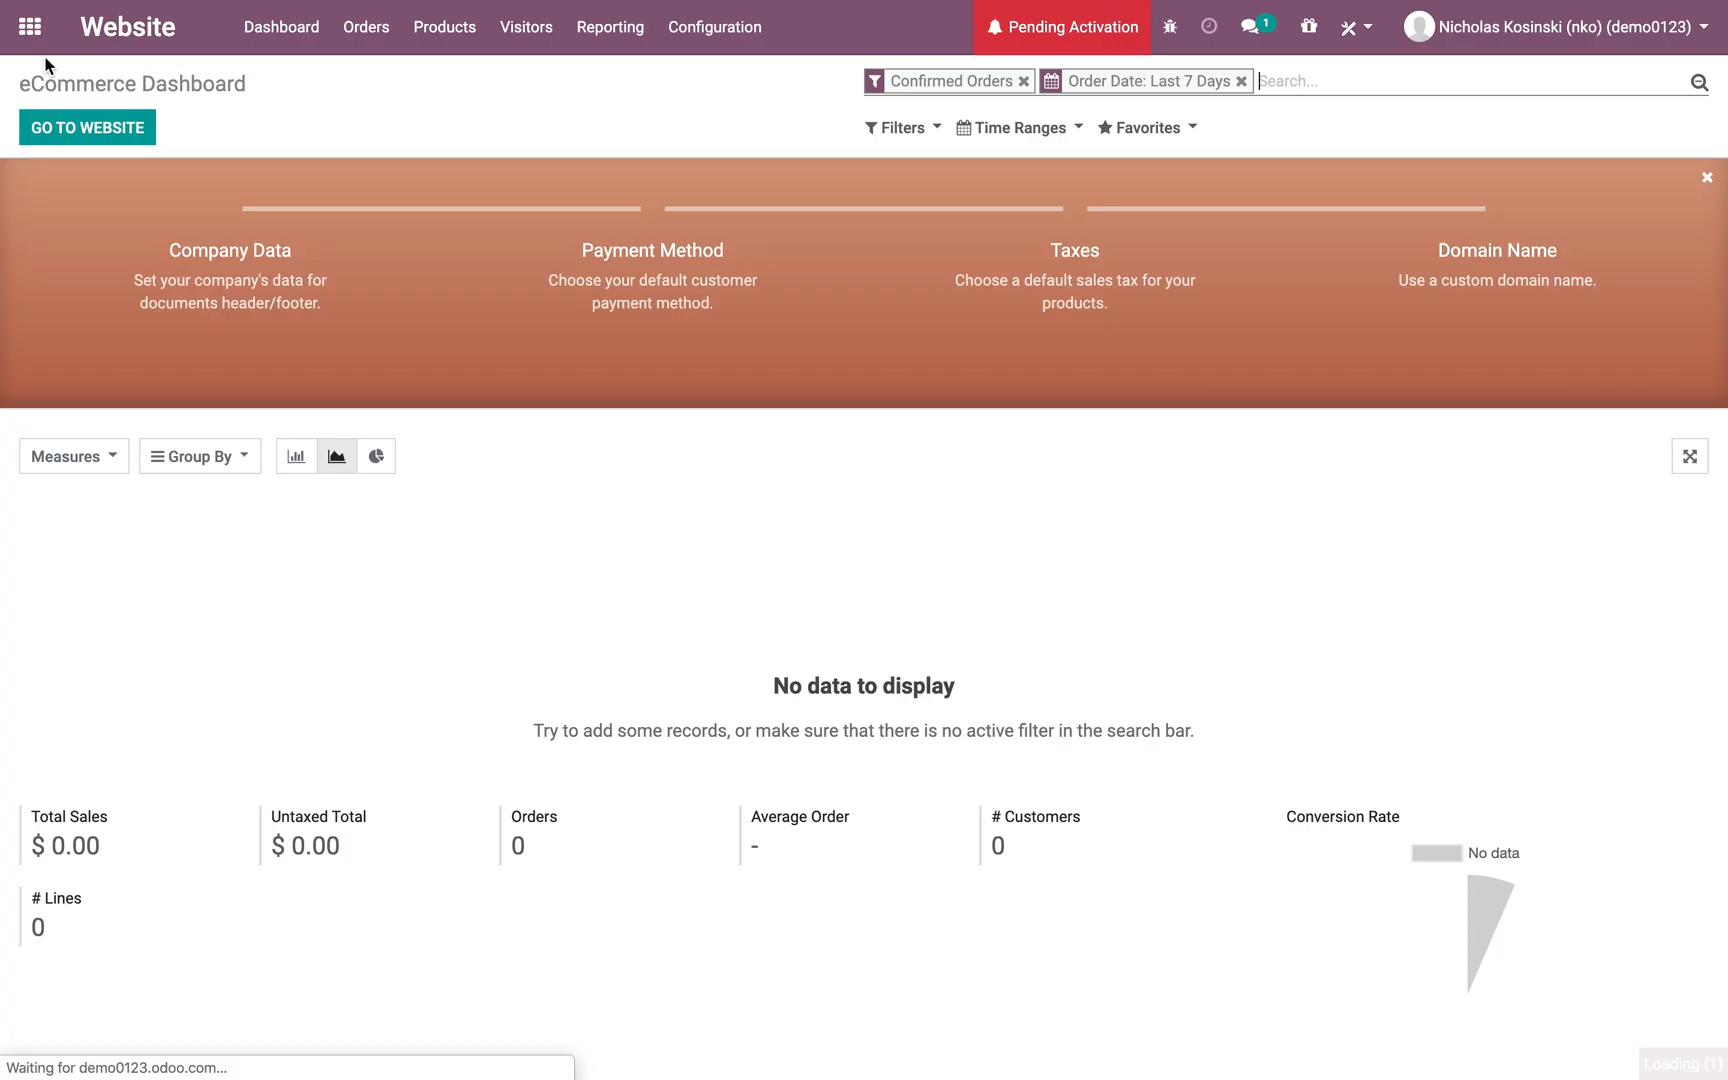 Website
Dashboard
Orders
Products
Visitors
Reporting
Configuration
Pending Activation
1
Nicholas Kosinski (nko) (demo0123)
eCommerce Dashboard
Confirmed Orders
Order Date: Last 7 Days
Search...
GO TO WEBSITE
Filters
Time Ranges
Favorites
Company Data
Set your company's data for
documents header/footer.
Payment Method
Choose your default customer
payment method.
Taxes
Choose a default sales tax for your
products.
Domain Name
Use a custom domain name.
Measures
Group By
No data to display
Try to add some records, or make sure that there is no active filter in the search bar.
Total Sales
$ 0.00
Untaxed Total
$ 0.00
Orders
0
Average Order
-
# Customers
0
Conversion Rate
No data
# Lines
0
Waiting for demo0123.odoo.com...
Loading (1)